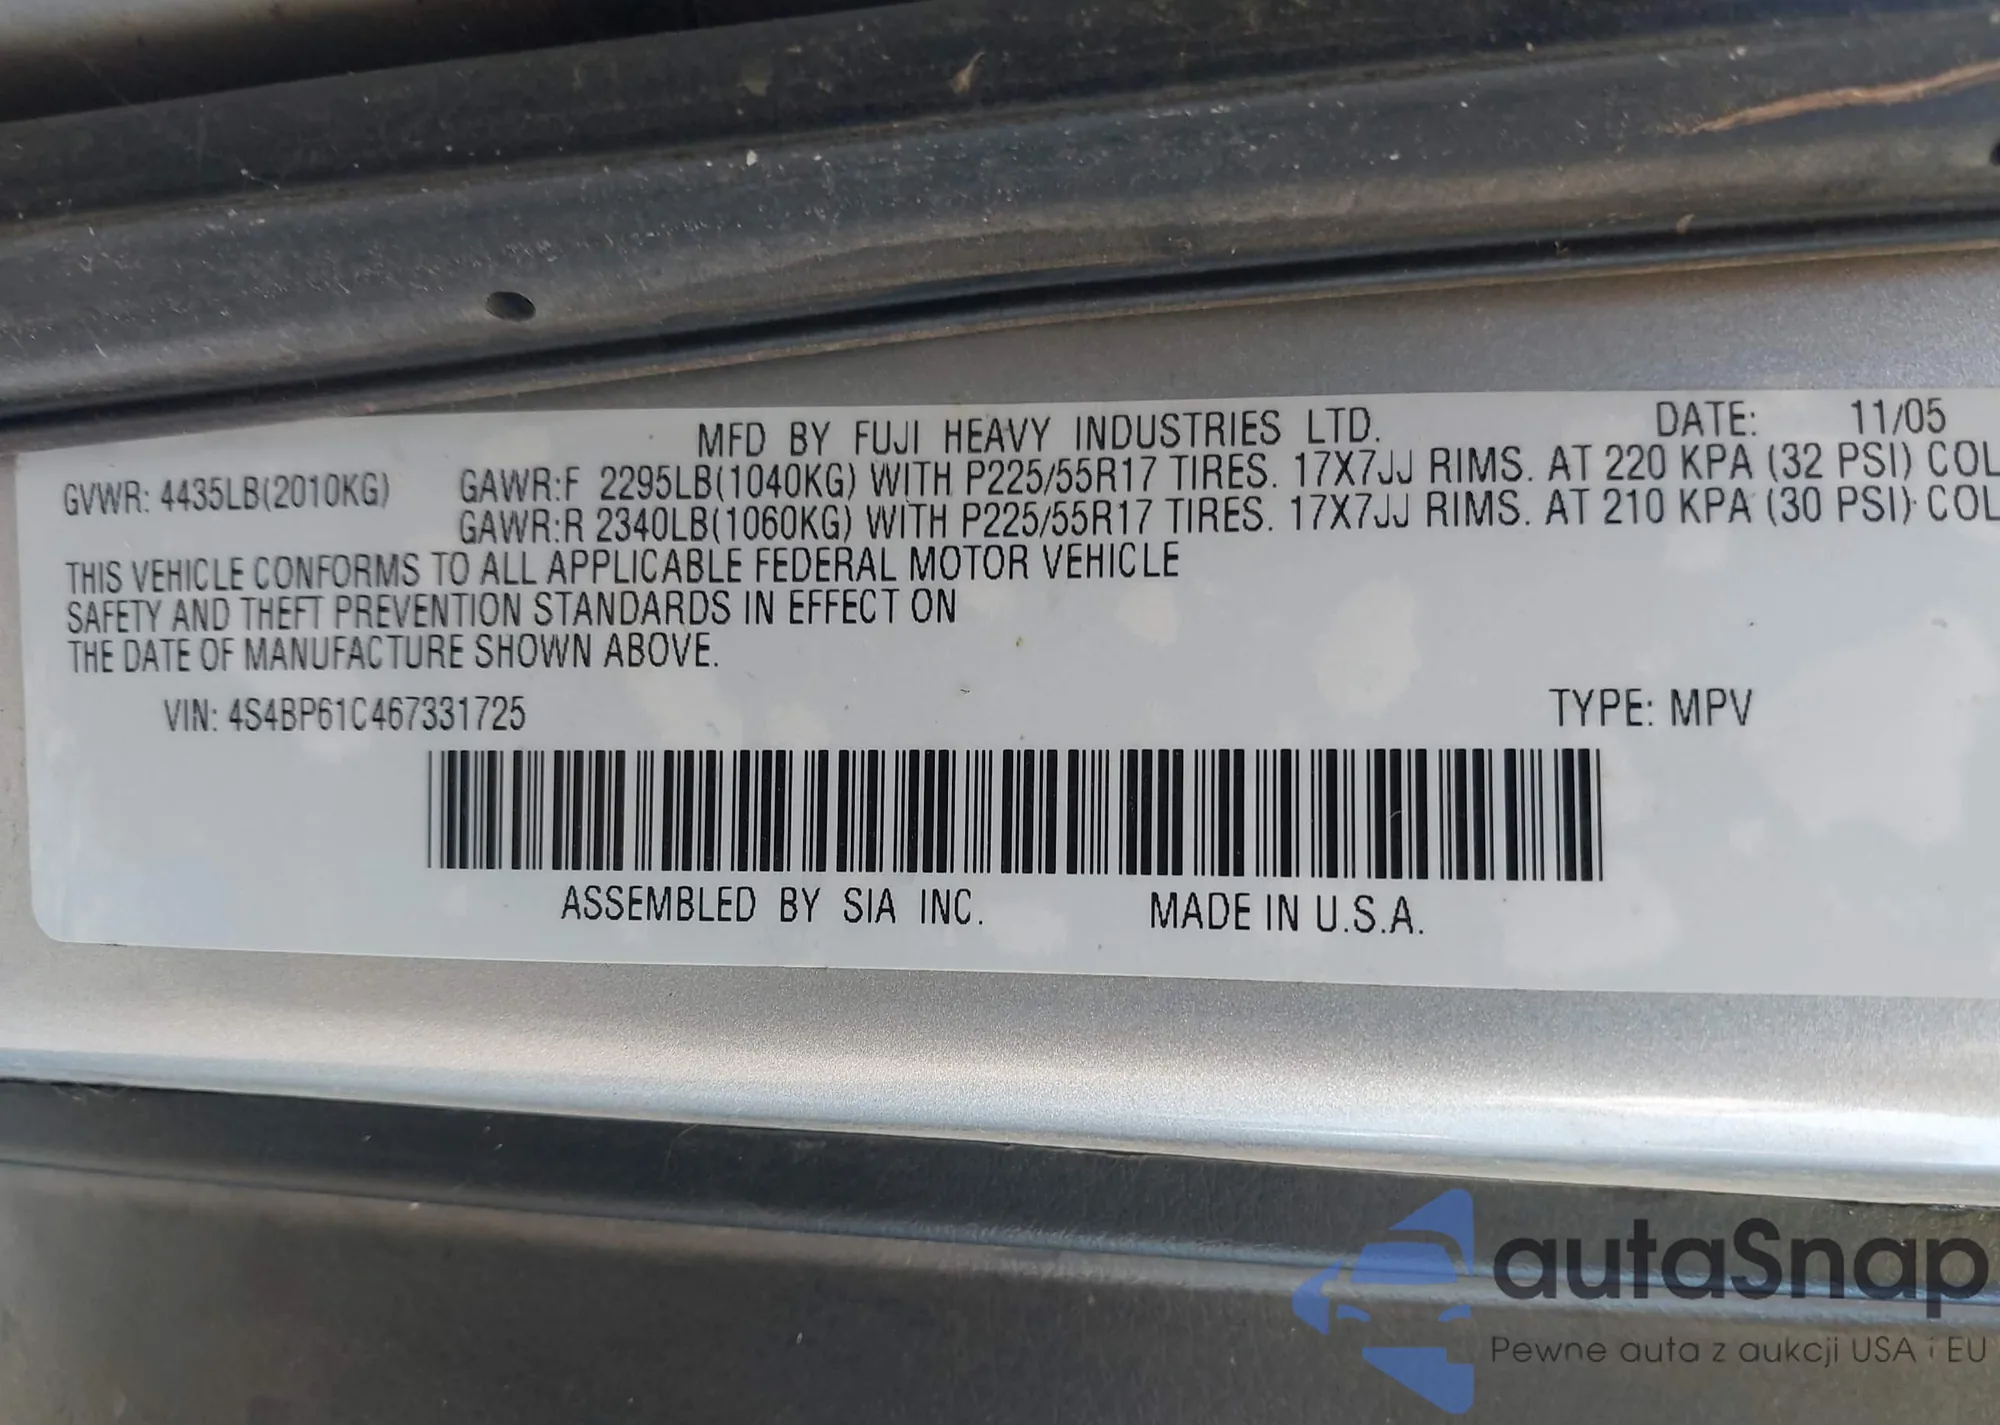 MFD BY FUJI HEAVY INDUSTRIES LTD. DATE: 11/05
GVWR: 4435LB(2010KG) GAWR:F 2295LB(1040KG) WITH P225/55R17 TIRES. 17X7JJ RIMS. AT 220 KPA (32 PSI) COL
GAWR:R 2340LB(1060KG) WITH P225/55R17 TIRES. 17X7JJ RIMS. AT 210 KPA (30 PSI) COL
THIS VEHICLE CONFORMS TO ALL APPLICABLE FEDERAL MOTOR VEHICLE
SAFETY AND THEFT PREVENTION STANDARDS IN EFFECT ON
THE DATE OF MANUFACTURE SHOWN ABOVE.
VIN: 4S4BP61C467331725 TYPE: MPV
ASSEMBLED BY SIA INC. MADE IN U.S.A.
autaSnap
Pewne auta z aukcji USA i EU